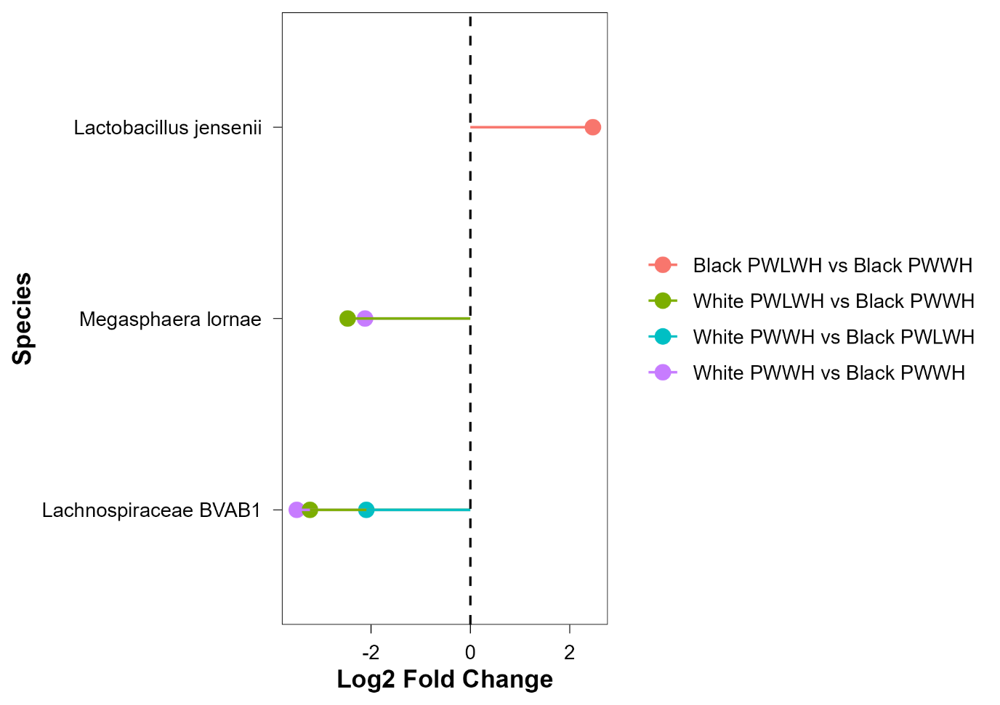 Species
Lactobacillus jensenii
Megasphaera lornae
Lachnospiraceae BVAB1
-2
0
2
Log2 Fold Change
Black PWLWH vs Black PWWH
White PWLWH vs Black PWWH
White PWWH vs Black PWLWH
White PWWH vs Black PWWH